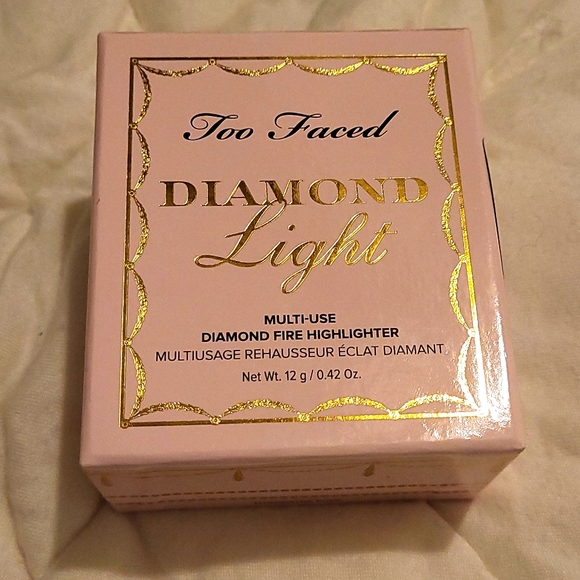 Too Faced
DIAMOND
Light
MULTI-USE
DIAMOND FIRE HIGHLIGHTER
MULTIUSAGE REHAUSSEUR ÉCLAT DIAMANT
Net Wt. 12 g / 0.42 Oz.